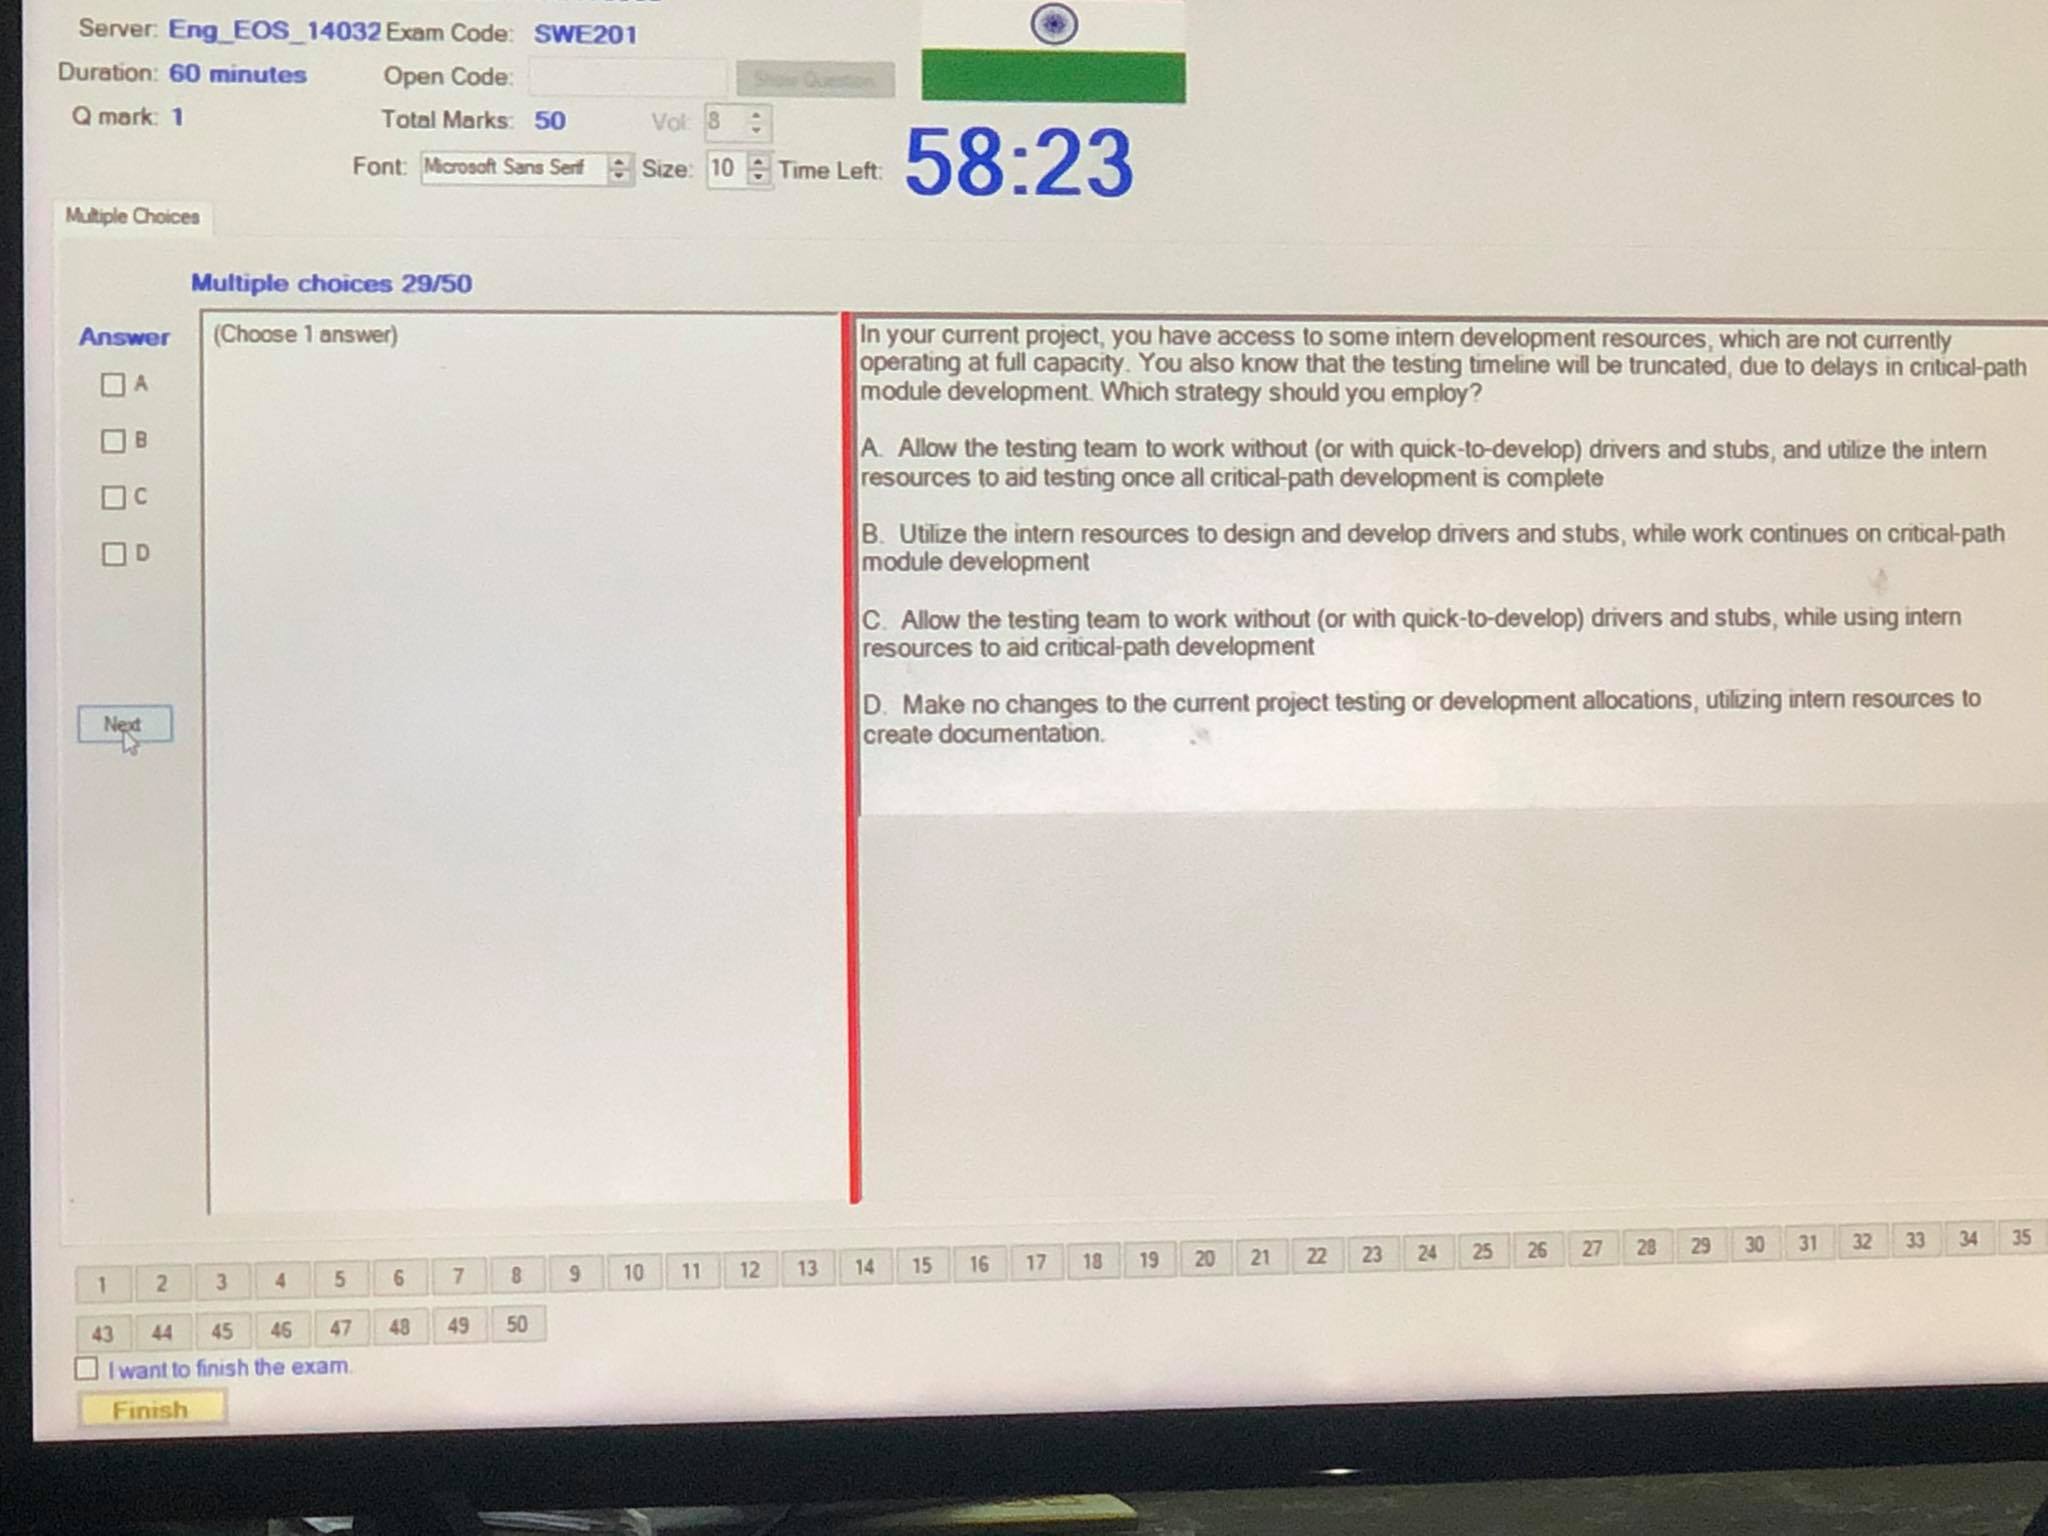 Server: Eng_EOS_14032 Exam Code: SWE201
Duration: 60 minutes Open Code: Show Question
Q mark: 1 Total Marks: 50 Vol: 8
Font: Microsoft Sans Serif Size: 10 Time Left: 58:23
Multiple Choices
Multiple choices 29/50
Answer
A
B
C
D
Next
(Choose 1 answer)
In your current project, you have access to some intern development resources, which are not currently
operating at full capacity. You also know that the testing timeline will be truncated, due to delays in critical-path
module development. Which strategy should you employ?
A. Allow the testing team to work without (or with quick-to-develop) drivers and stubs, and utilize the intern
resources to aid testing once all critical-path development is complete
B. Utilize the intern resources to design and develop drivers and stubs, while work continues on critical-path
module development
C. Allow the testing team to work without (or with quick-to-develop) drivers and stubs, while using intern
resources to aid critical-path development
D. Make no changes to the current project testing or development allocations, utilizing intern resources to
create documentation.
1 2 3 4 5 6 7 8 9 10 11 12 13 14 15 16 17 18 19 20 21 22 23 24 25 26 27 28 29 30 31 32 33 34 35
43 44 45 46 47 48 49 50
I want to finish the exam.
Finish